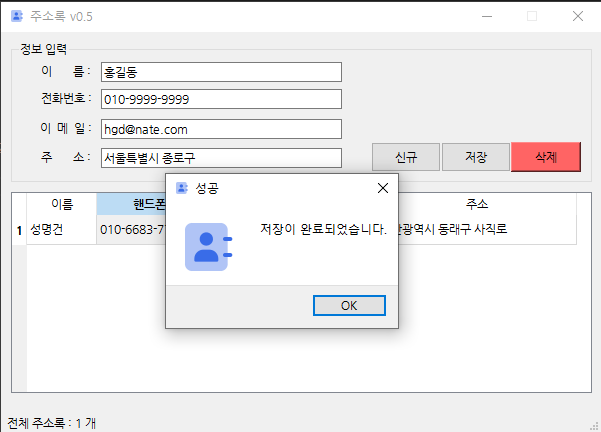 주소록 v0.5
정보 입력
이 름 : 홍길동
전화번호 : 010-9999-9999
이 메 일 : hgd@nate.com
주 소 : 서울특별시 종로구
신규 저장 삭제
성공
저장이 완료되었습니다.
OK
이름 핸드폰 주소
1 성명건 010-6683-7 광역시 동래구 사직로
전체 주소록 : 1 개